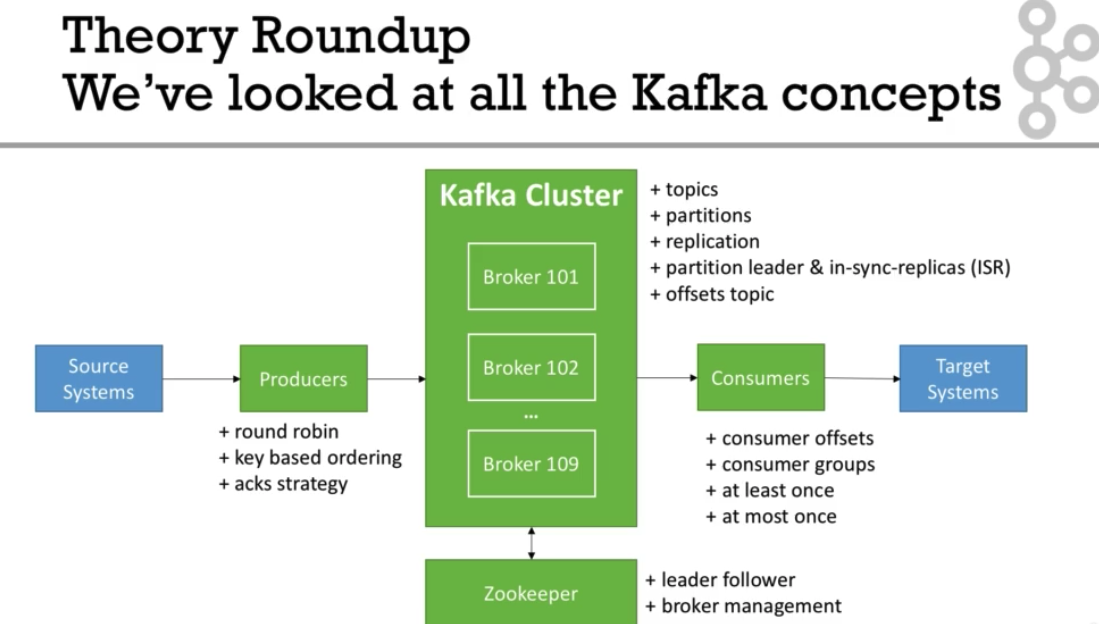 Theory Roundup
We’ve looked at all the Kafka concepts
Kafka Cluster
Broker 101
Broker 102
...
Broker 109
+ topics
+ partitions
+ replication
+ partition leader & in-sync-replicas (ISR)
+ offsets topic
Source
Systems
Producers
+ round robin
+ key based ordering
+ acks strategy
Consumers
+ consumer offsets
+ consumer groups
+ at least once
+ at most once
Target
Systems
Zookeeper
+ leader follower
+ broker management